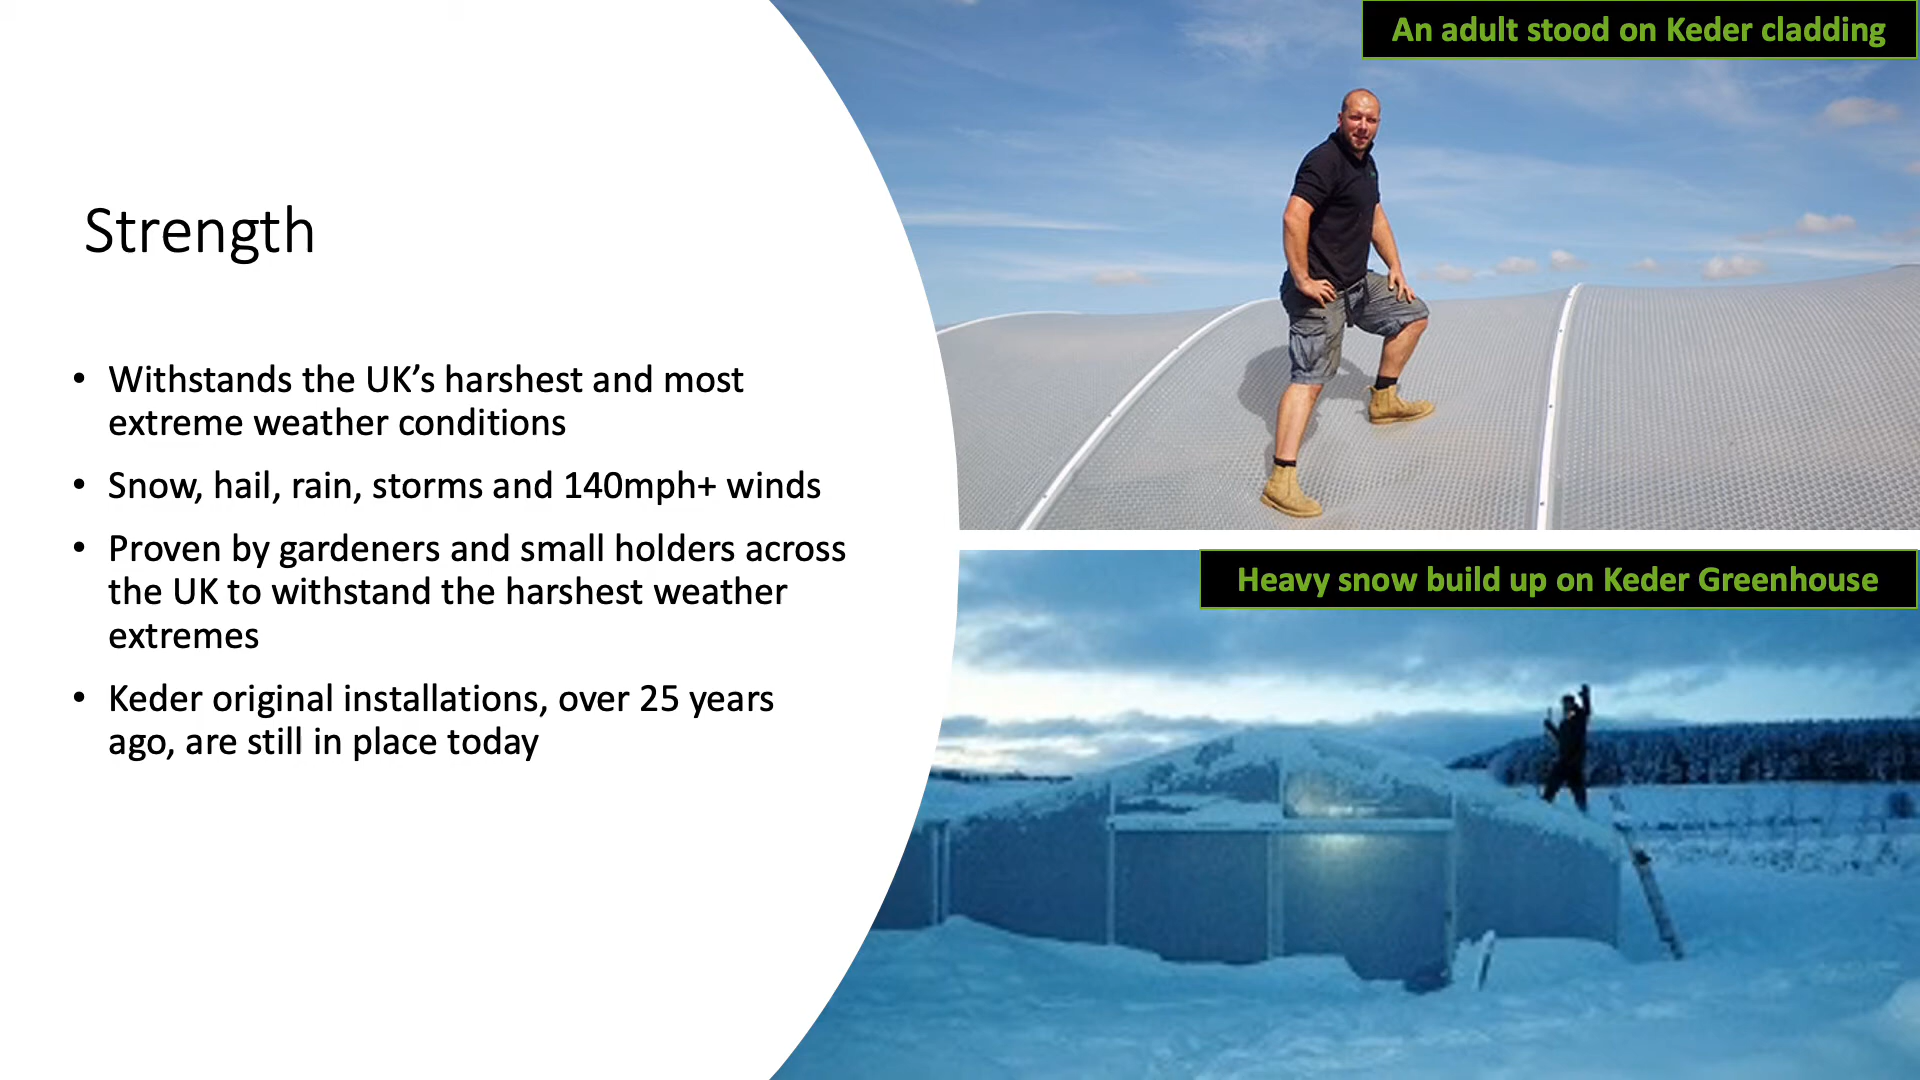 Strength
• Withstands the UK’s harshest and most
extreme weather conditions
• Snow, hail, rain, storms and 140mph+ winds
• Proven by gardeners and small holders across
the UK to withstand the harshest weather
extremes
• Keder original installations, over 25 years
ago, are still in place today
An adult stood on Keder cladding
Heavy snow build up on Keder Greenhouse